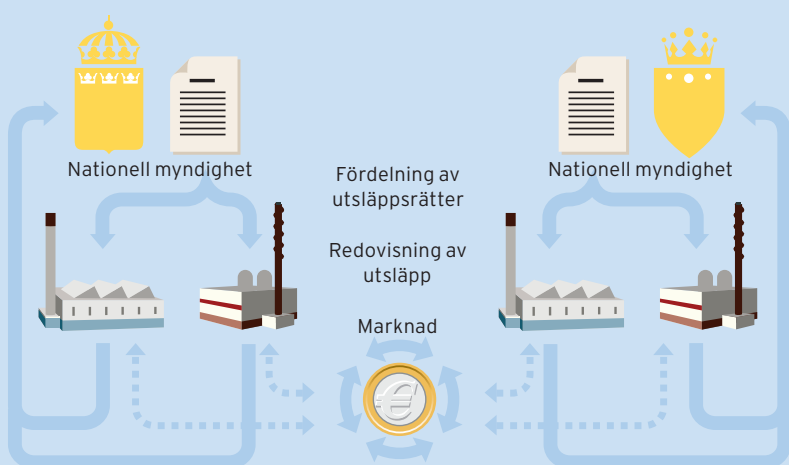 Nationell myndighet
Fördelning av
utsläppsrätter
Redovisning av
utsläpp
Marknad
Nationell myndighet